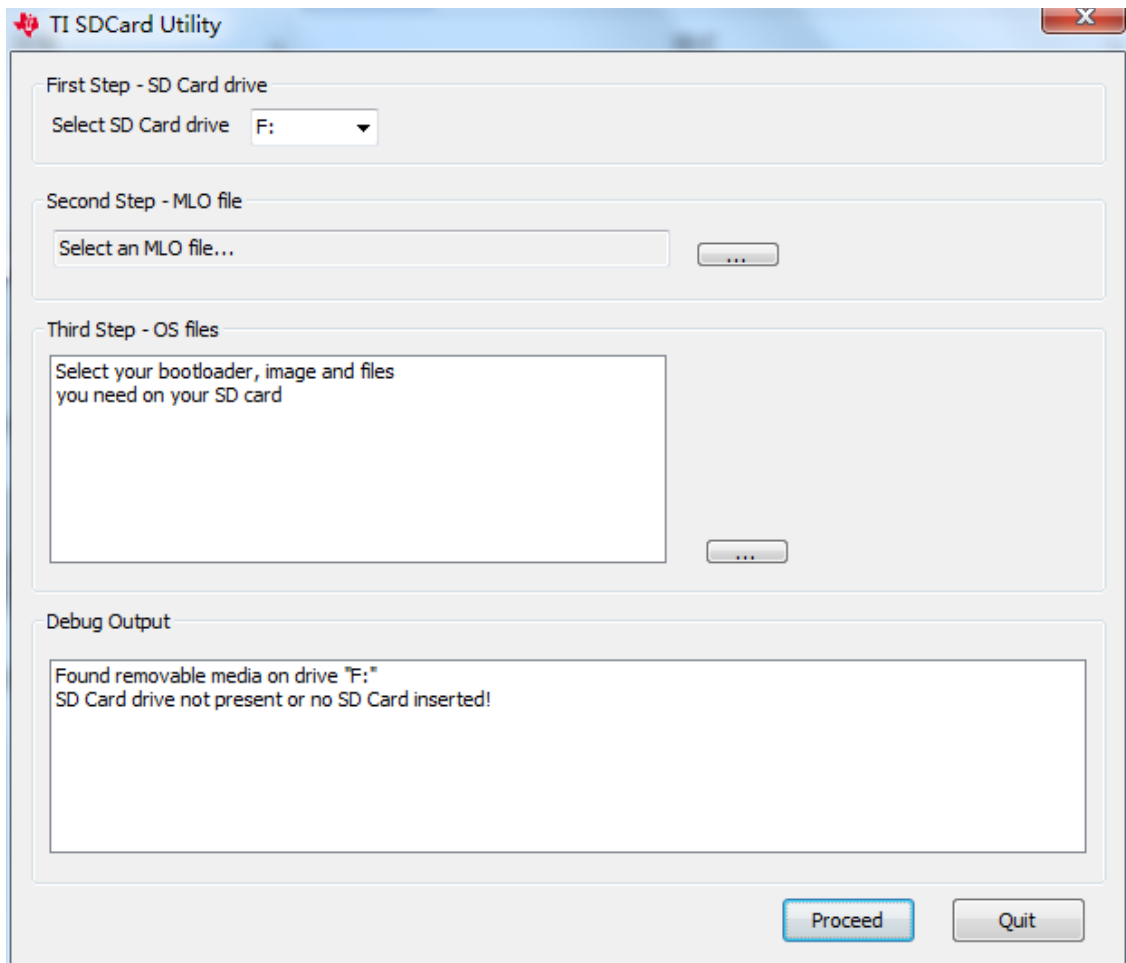 TI SDCard Utility
First Step - SD Card drive
Select SD Card drive F:
Second Step - MLO file
Select an MLO file...
...
Third Step - OS files
Select your bootloader, image and files
you need on your SD card
...
Debug Output
Found removable media on drive "F:"
SD Card drive not present or no SD Card inserted!
Proceed Quit